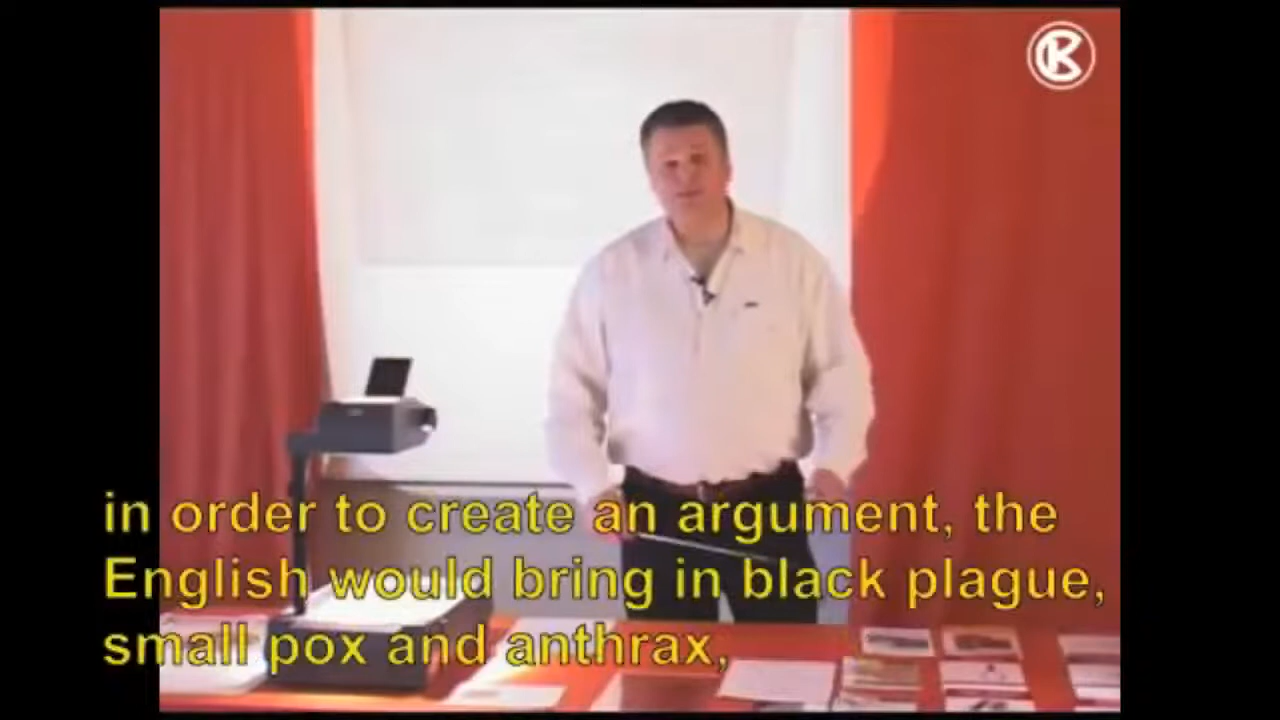 in order to create an argument, the
English would bring in black plague,
small pox and anthrax,